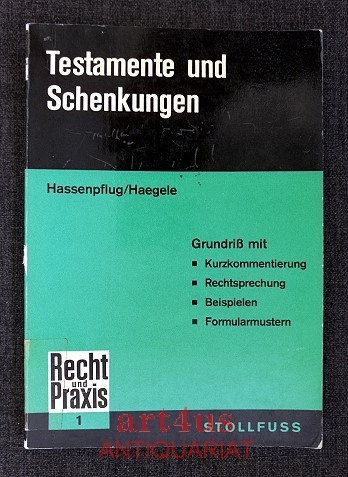 Testamente und
Schenkungen
Hassenpflug/Haegele
Grundriß mit
▪ Kurzkommentierung
▪ Rechtsprechung
▪ Beispielen
▪ Formularmustern
Recht
und
Praxis
1
art4us
STOLLFUSS
ANTIQUARIAT